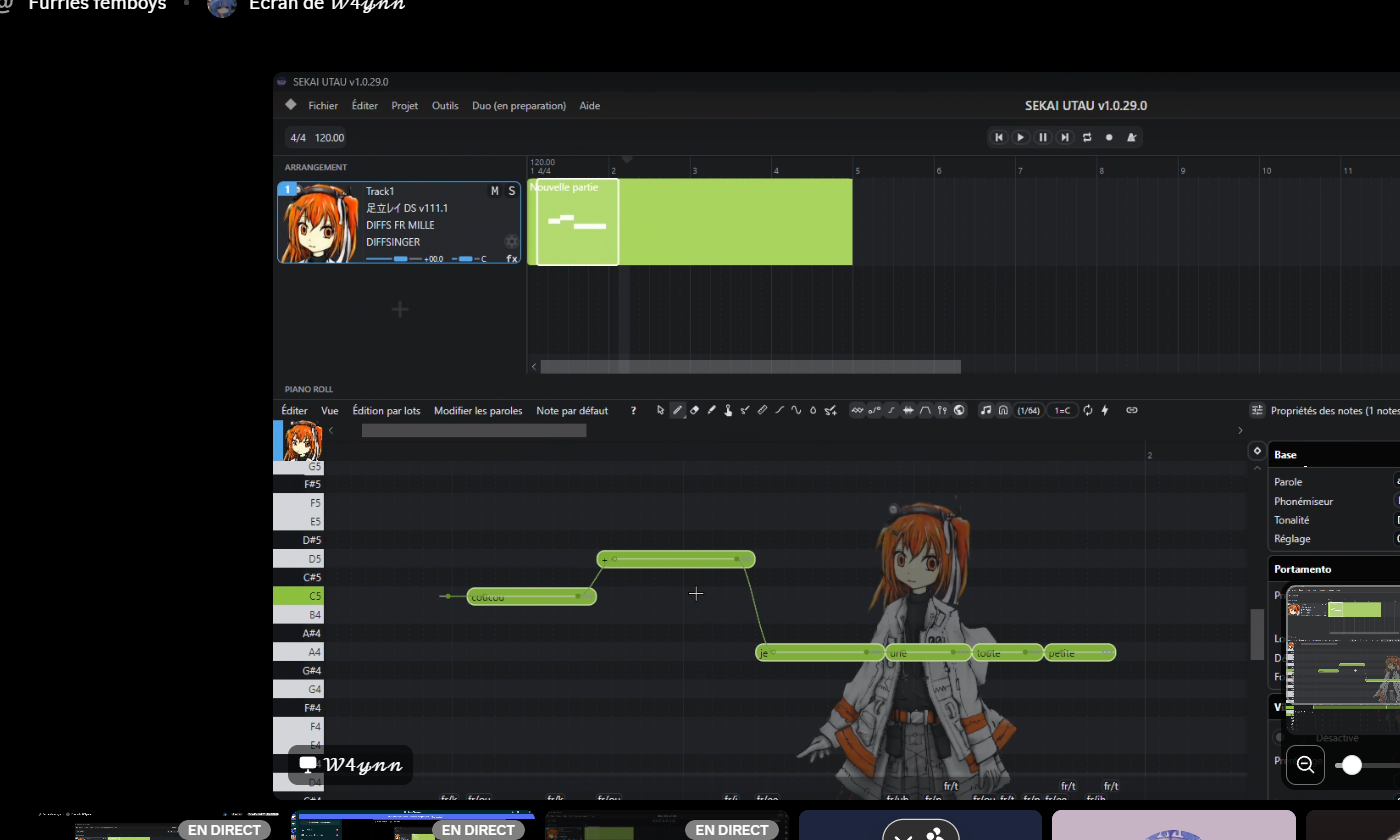 @ Furries femboys • Écran de W4ynn
SEKAI UTAU v1.0.29.0
Fichier Éditer Projet Outils Duo (en preparation) Aide SEKAI UTAU v1.0.29.0
4/4 120.00
ARRANGEMENT
120.00
1 4/4 2 3 4 5 6 7 8 9 10 11
1 Track1 M S
Nouvelle partie
足立レイ DS v111.1
DIFFS FR MILLE
DIFFSINGER
+00.0 C fx
PIANO ROLL
Éditer Vue Édition par lots Modifier les paroles Note par défaut ? (1/64) 1=C Propriétés des notes (1 notes
2
Base
G5
F#5
F5
E5
D#5
D5
C#5
C5
B4
A#4
A4
G#4
G4
F#4
F4
E4
D4
C#4
+
coucou
je une toute petite
Parole
Phonémiseur
Tonalité
Réglage
Portamento
Désactivé
W4ynn
fr/t fr/t fr/t
EN DIRECT EN DIRECT EN DIRECT